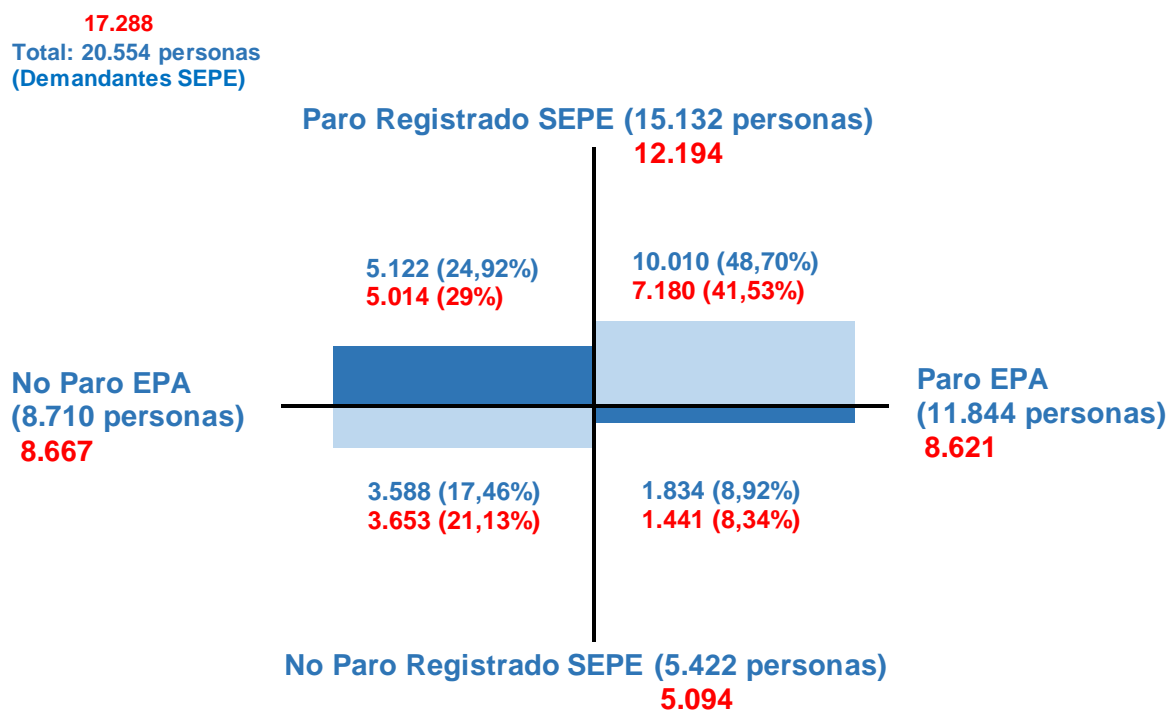 17.288
Total: 20.554 personas
(Demandantes SEPE)
Paro Registrado SEPE (15.132 personas)
12.194
5.122 (24,92%)
5.014 (29%)
10.010 (48,70%)
7.180 (41,53%)
No Paro EPA
(8.710 personas)
8.667
Paro EPA
(11.844 personas)
8.621
3.588 (17,46%)
3.653 (21,13%)
1.834 (8,92%)
1.441 (8,34%)
No Paro Registrado SEPE (5.422 personas)
5.094